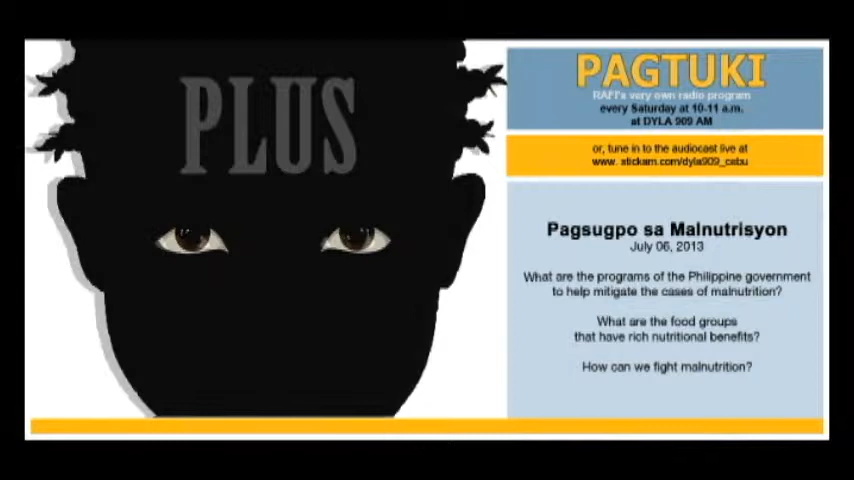 PLUS
PAGTUKI
RAFI's very own radio program
every Saturday at 10-11 a.m.
at DYLA 909 AM
or, tune in to the audiocast live at
www. stickam.com/dyla909_cebu
Pagsugpo sa Malnutrisyon
July 06, 2013
What are the programs of the Philippine government
to help mitigate the cases of malnutrition?
What are the food groups
that have rich nutritional benefits?
How can we fight malnutrition?